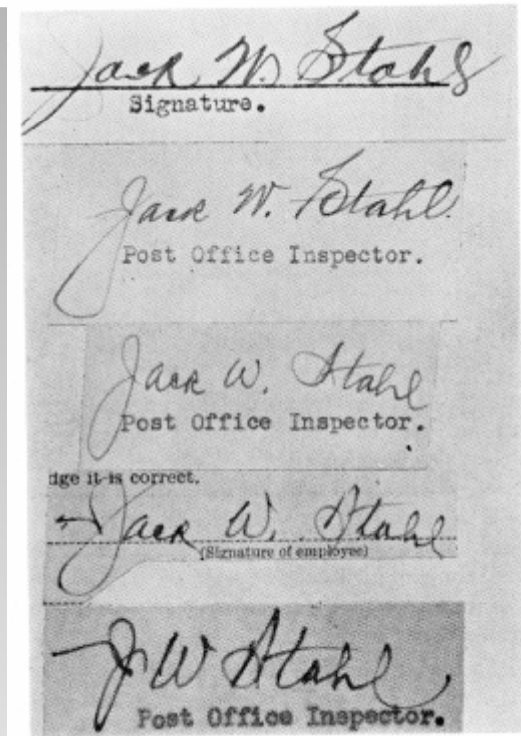 Jack W. Stahl
Signature.
Jack W. Stahl.
Post Office Inspector.
Jack W. Stahl
Post Office Inspector.
dge it is correct.
Jack W. Stahl
(Signature of employee)
J. W. Stahl
Post Office Inspector.